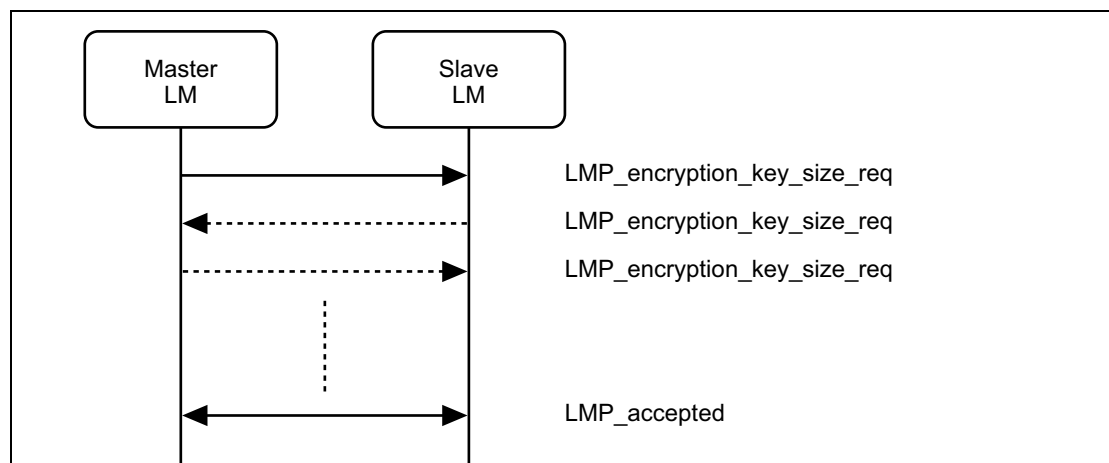 Master
LM
Slave
LM
LMP_encryption_key_size_req
LMP_encryption_key_size_req
LMP_encryption_key_size_req
LMP_accepted